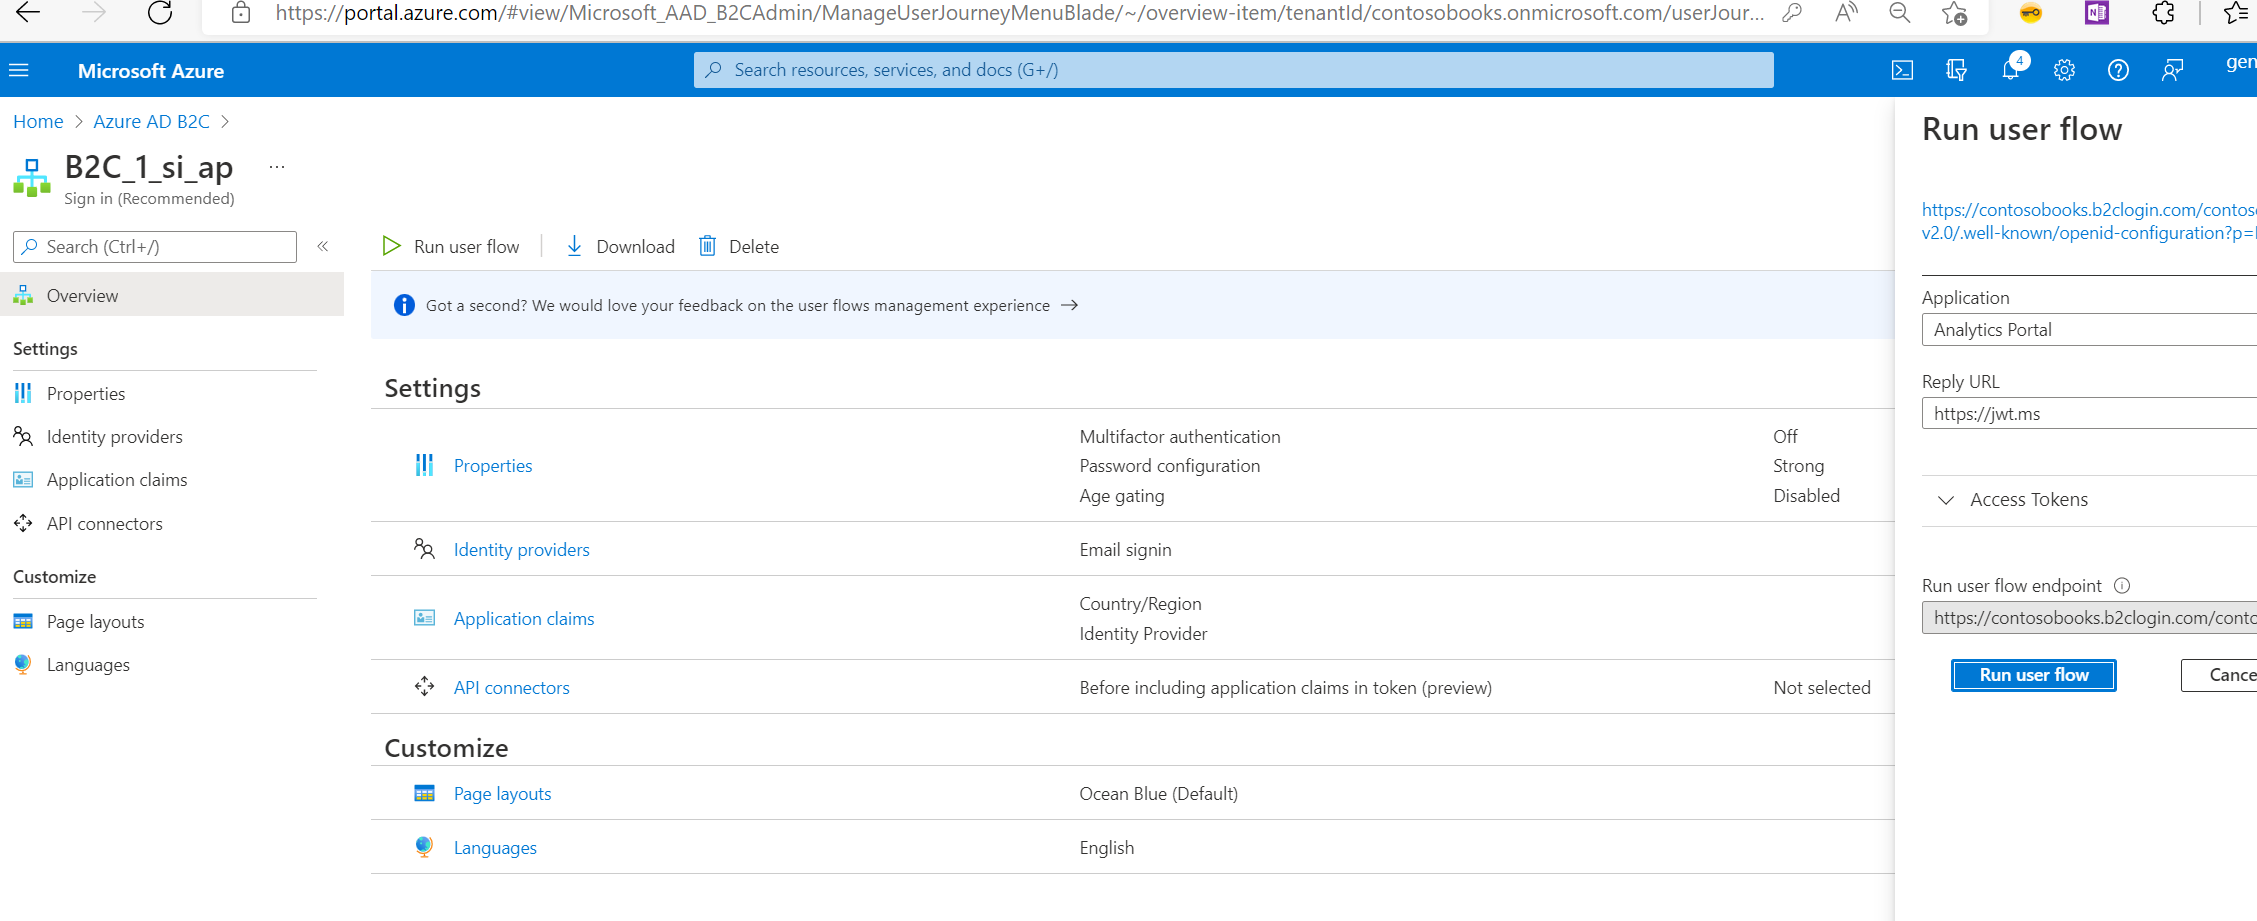 https://portal.azure.com/#view/Microsoft_AAD_B2CAdmin/ManageUserJourneyMenuBlade/~/overview-item/tenantId/contosobooks.onmicrosoft.com/userJour...
Microsoft Azure
Search resources, services, and docs (G+/)
4
gen
Home > Azure AD B2C >
B2C_1_si_ap ...
Sign in (Recommended)
Search (Ctrl+/) «
Overview
Settings
Properties
Identity providers
Application claims
API connectors
Customize
Page layouts
Languages
Run user flow Download Delete
Got a second? We would love your feedback on the user flows management experience →
Settings
Properties
Multifactor authentication Off
Password configuration Strong
Age gating Disabled
Identity providers Email signin
Application claims
Country/Region
Identity Provider
API connectors Before including application claims in token (preview) Not selected
Customize
Page layouts Ocean Blue (Default)
Languages English
Run user flow
https://contosobooks.b2clogin.com/contos
v2.0/.well-known/openid-configuration?p=
Application
Analytics Portal
Reply URL
https://jwt.ms
Access Tokens
Run user flow endpoint
https://contosobooks.b2clogin.com/conto
Run user flow Cance